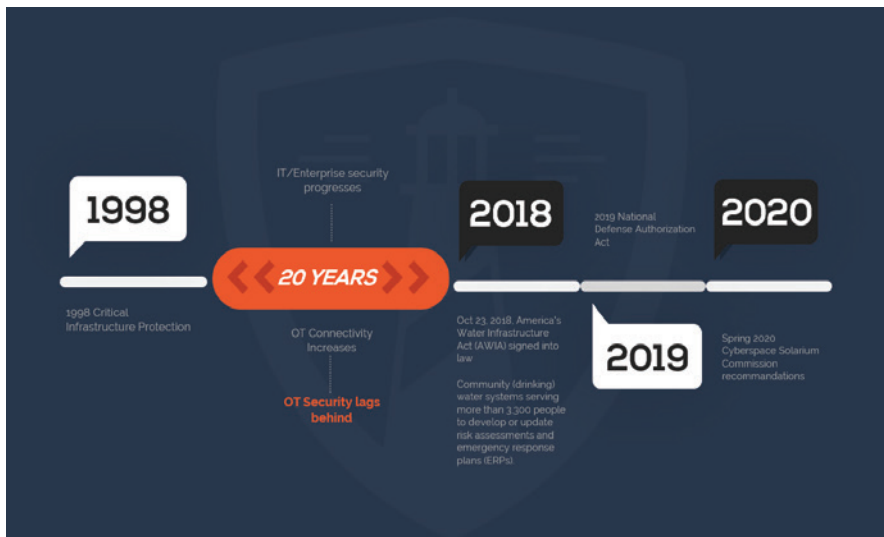 1998
1998 Critical
Infrastructure Protection
IT/Enterprise security
progresses
20 YEARS
OT Connectivity
Increases
OT Security lags
behind
2018
Oct 23, 2018, America's
Water Infrastructure
Act (AWIA) signed into
law
Community (drinking)
water systems serving
more than 3,300 people
to develop or update
risk assessments and
emergency response
plans (ERPs).
2019 National
Defense Authorization
Act
2019
2020
Spring 2020
Cyberspace Solarium
Commission
recommandations